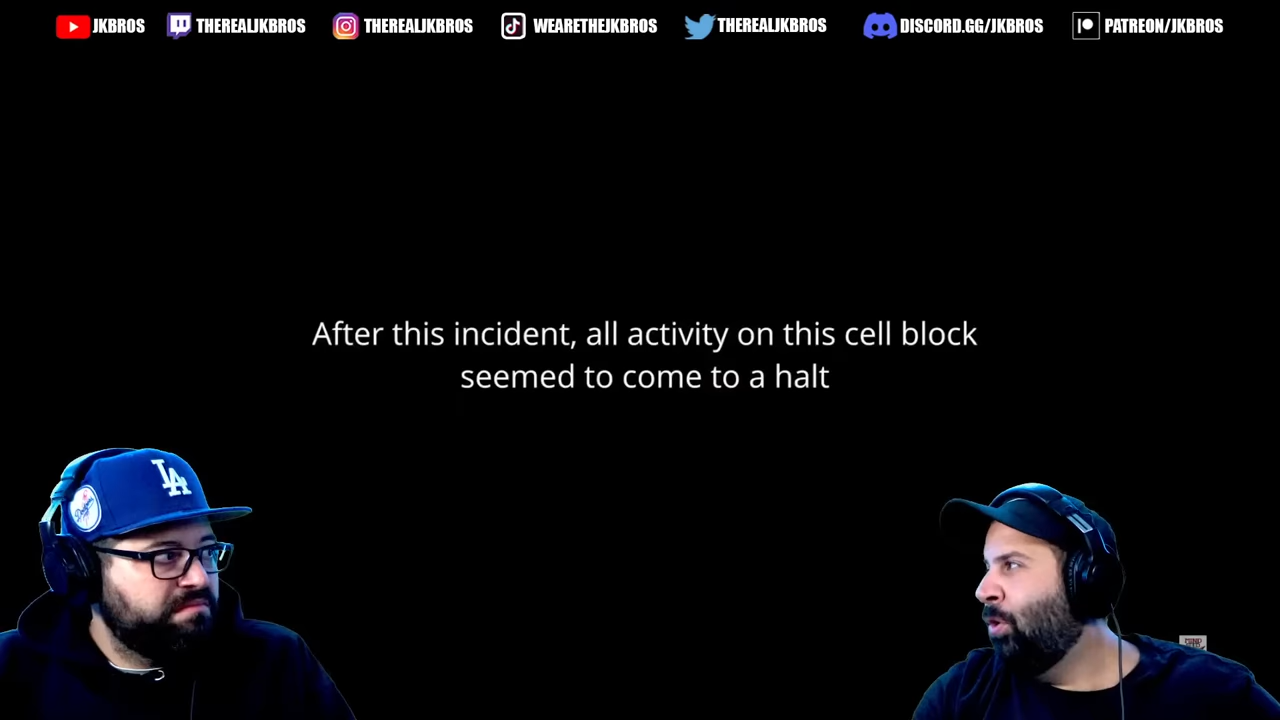 JKBROS THEREALJKBROS THEREALJKBROS WEARETHEJKBROS THEREALJKBROS DISCORD.GG/JKBROS PATREON/JKBROS
After this incident, all activity on this cell block
seemed to come to a halt
LA
Dodgers